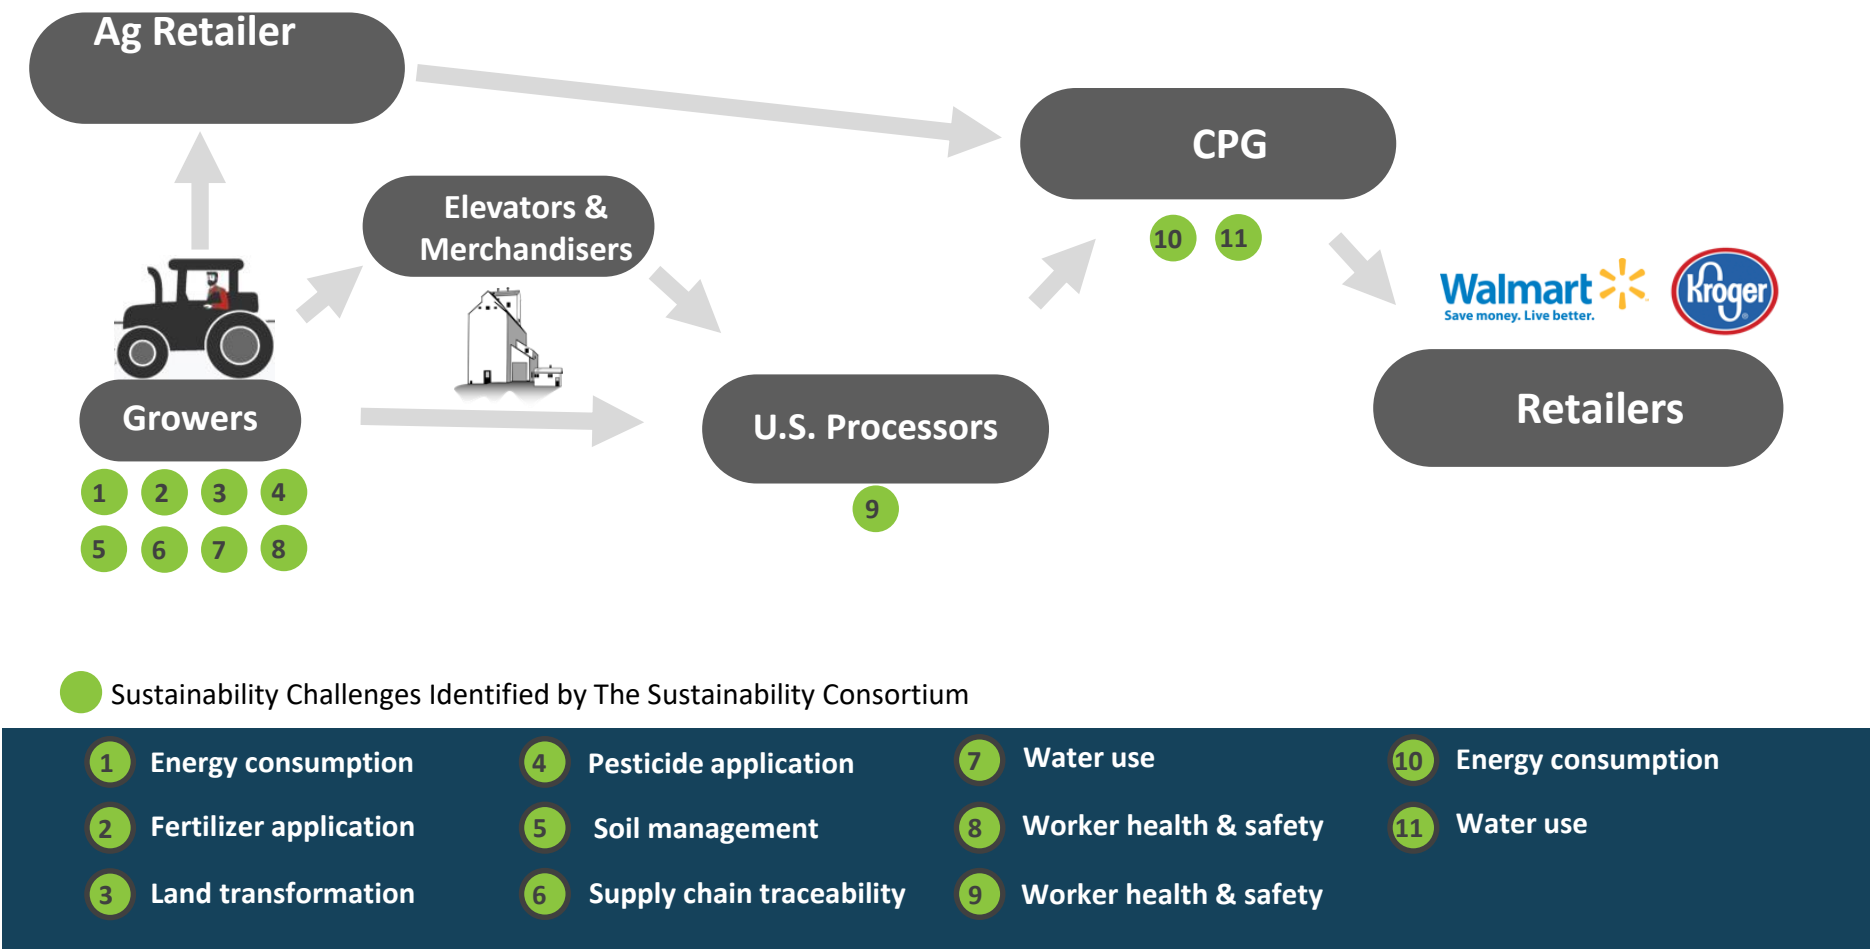 Ag Retailer
CPG
Elevators &
Merchandisers
10 11
Walmart
Save money. Live better.
Kroger
Growers
U.S. Processors
Retailers
1 2 3 4
5 6 7 8
9
Sustainability Challenges Identified by The Sustainability Consortium
1 Energy consumption
2 Fertilizer application
3 Land transformation
4 Pesticide application
5 Soil management
6 Supply chain traceability
7 Water use
8 Worker health & safety
9 Worker health & safety
10 Energy consumption
11 Water use